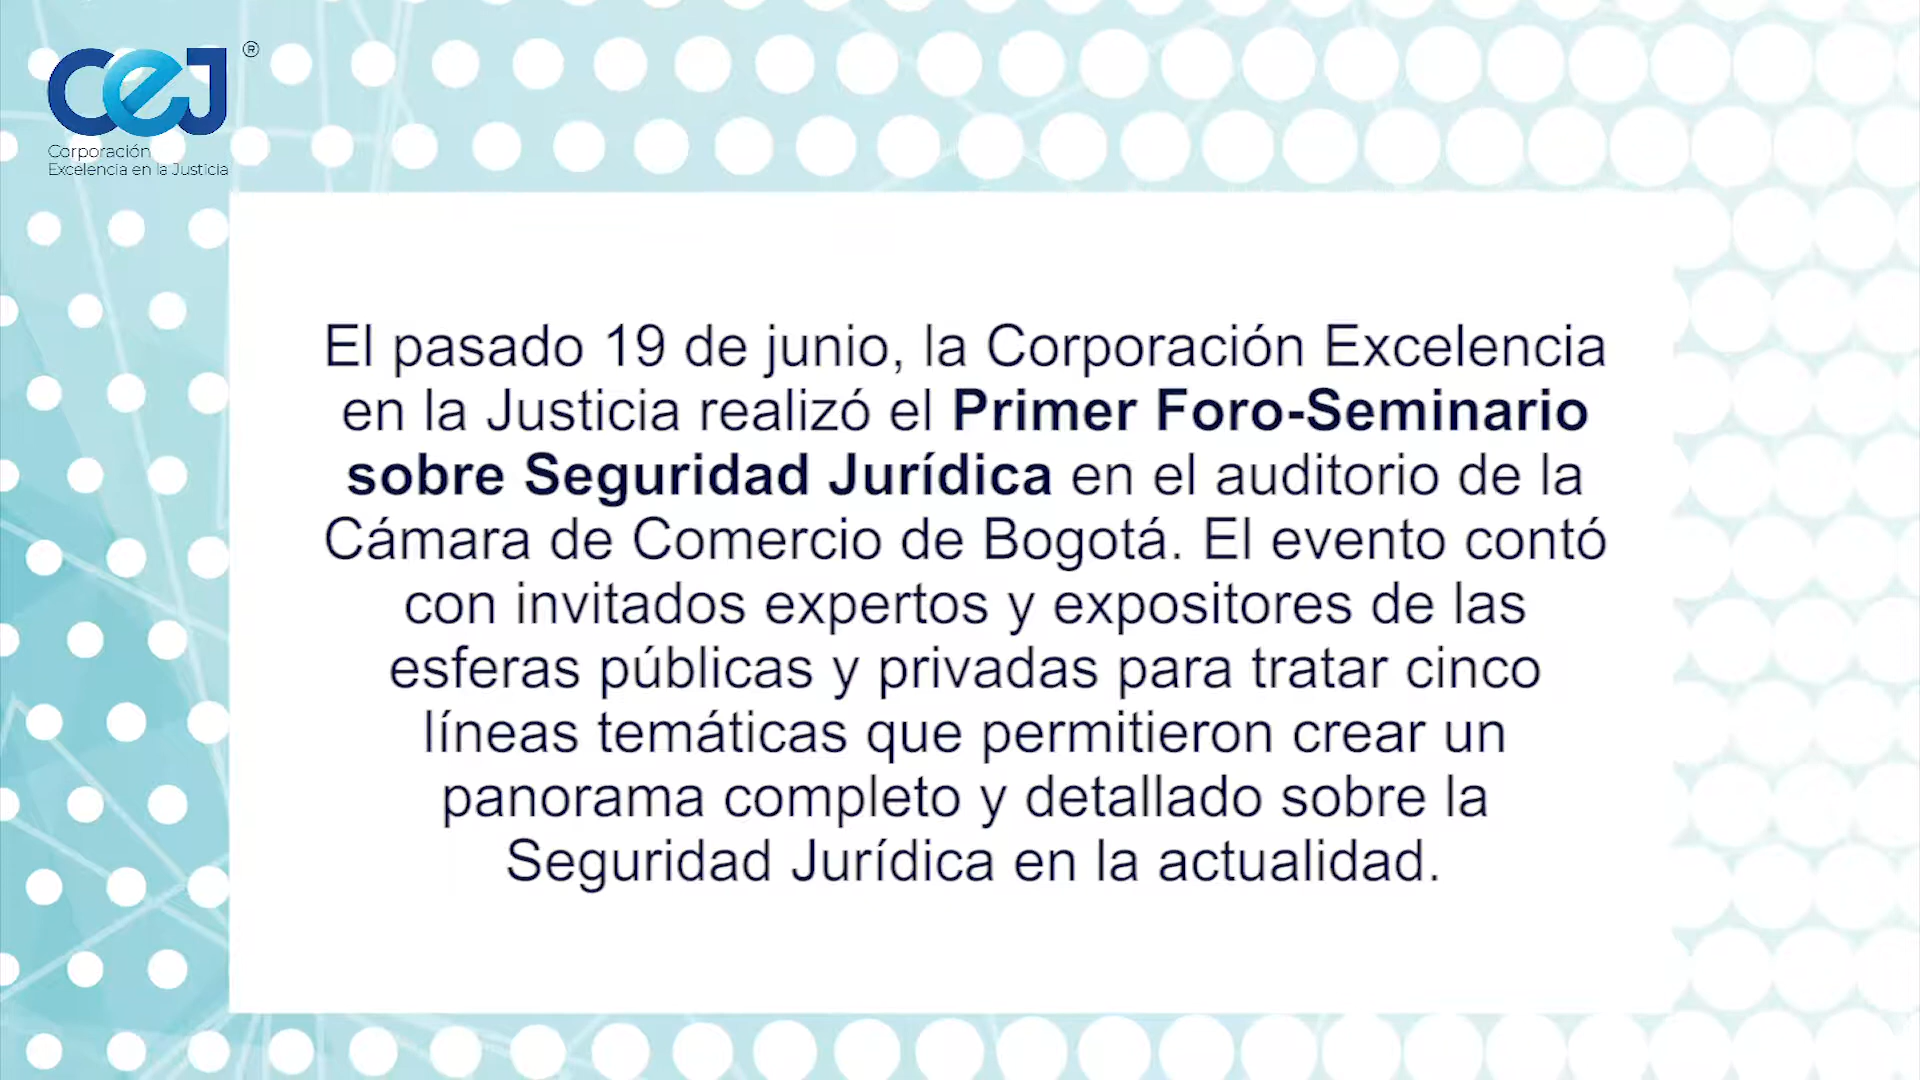 CEJ®
Corporación
Excelencia en la Justicia
El pasado 19 de junio, la Corporación Excelencia
en la Justicia realizó el Primer Foro-Seminario
sobre Seguridad Jurídica en el auditorio de la
Cámara de Comercio de Bogotá. El evento contó
con invitados expertos y expositores de las
esferas públicas y privadas para tratar cinco
líneas temáticas que permitieron crear un
panorama completo y detallado sobre la
Seguridad Jurídica en la actualidad.